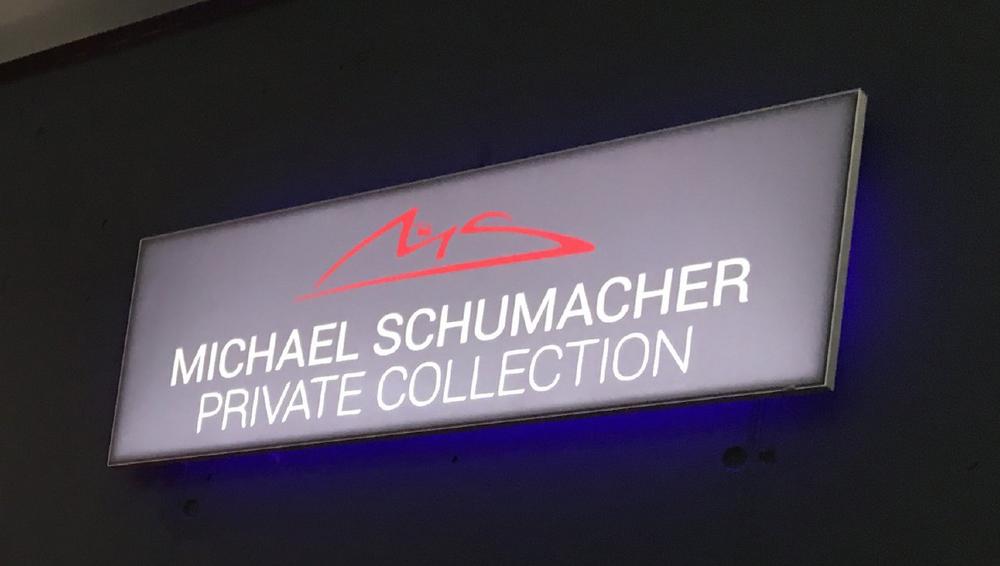 MICHAEL SCHUMACHER
PRIVATE COLLECTION